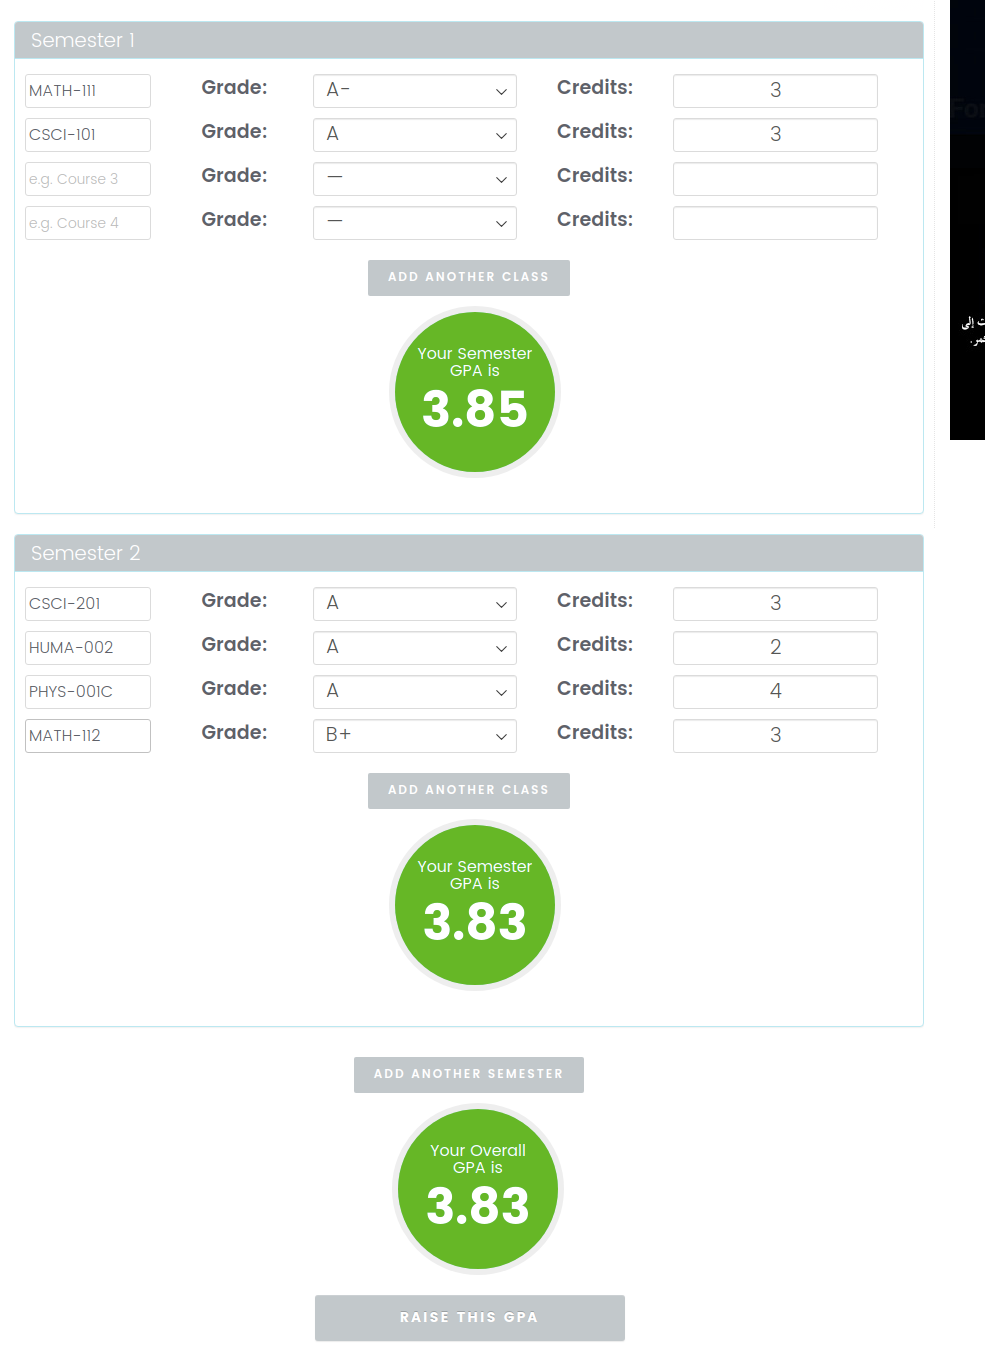 Semester 1
MATH-111 Grade: A- Credits: 3
CSCI-101 Grade: A Credits: 3
e.g. Course 3 Grade: — Credits:
e.g. Course 4 Grade: — Credits:
ADD ANOTHER CLASS
Your Semester
GPA is
3.85
Semester 2
CSCI-201 Grade: A Credits: 3
HUMA-002 Grade: A Credits: 2
PHYS-001C Grade: A Credits: 4
MATH-112 Grade: B+ Credits: 3
ADD ANOTHER CLASS
Your Semester
GPA is
3.83
ADD ANOTHER SEMESTER
Your Overall
GPA is
3.83
RAISE THIS GPA
إلى